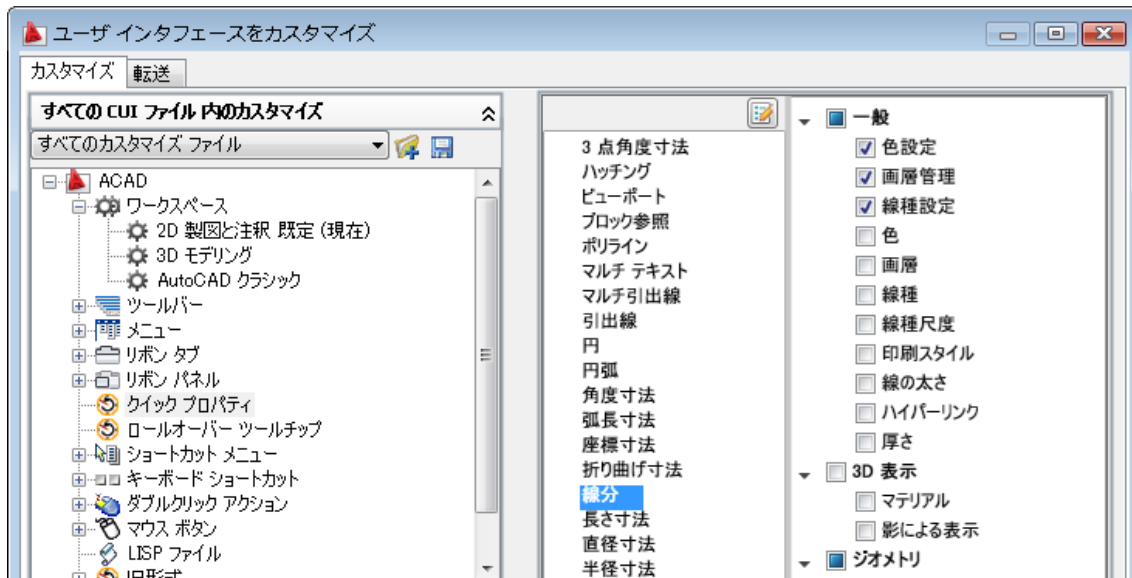 ユーザ インタフェースをカスタマイズ
カスタマイズ
転送
すべての CUI ファイル 内のカスタマイズ
すべてのカスタマイズ ファイル
ACAD
ワークスペース
2D 製図と注釈 既定 (現在)
3D モデリング
AutoCAD クラシック
ツールバー
メニュー
リボン タブ
リボン パネル
クイック プロパティ
ロールオーバー ツールチップ
ショートカット メニュー
キーボード ショートカット
ダブルクリック アクション
マウス ボタン
LISP ファイル
旧形式
3 点角度寸法
ハッチング
ビューポート
ブロック参照
ポリライン
マルチ テキスト
マルチ引出線
引出線
円
円弧
角度寸法
弧長寸法
座標寸法
折り曲げ寸法
線分
長さ寸法
直径寸法
半径寸法
一般
色設定
画層管理
線種設定
色
画層
線種
線種尺度
印刷スタイル
線の太さ
ハイパーリンク
厚さ
3D 表示
マテリアル
影による表示
ジオメトリ